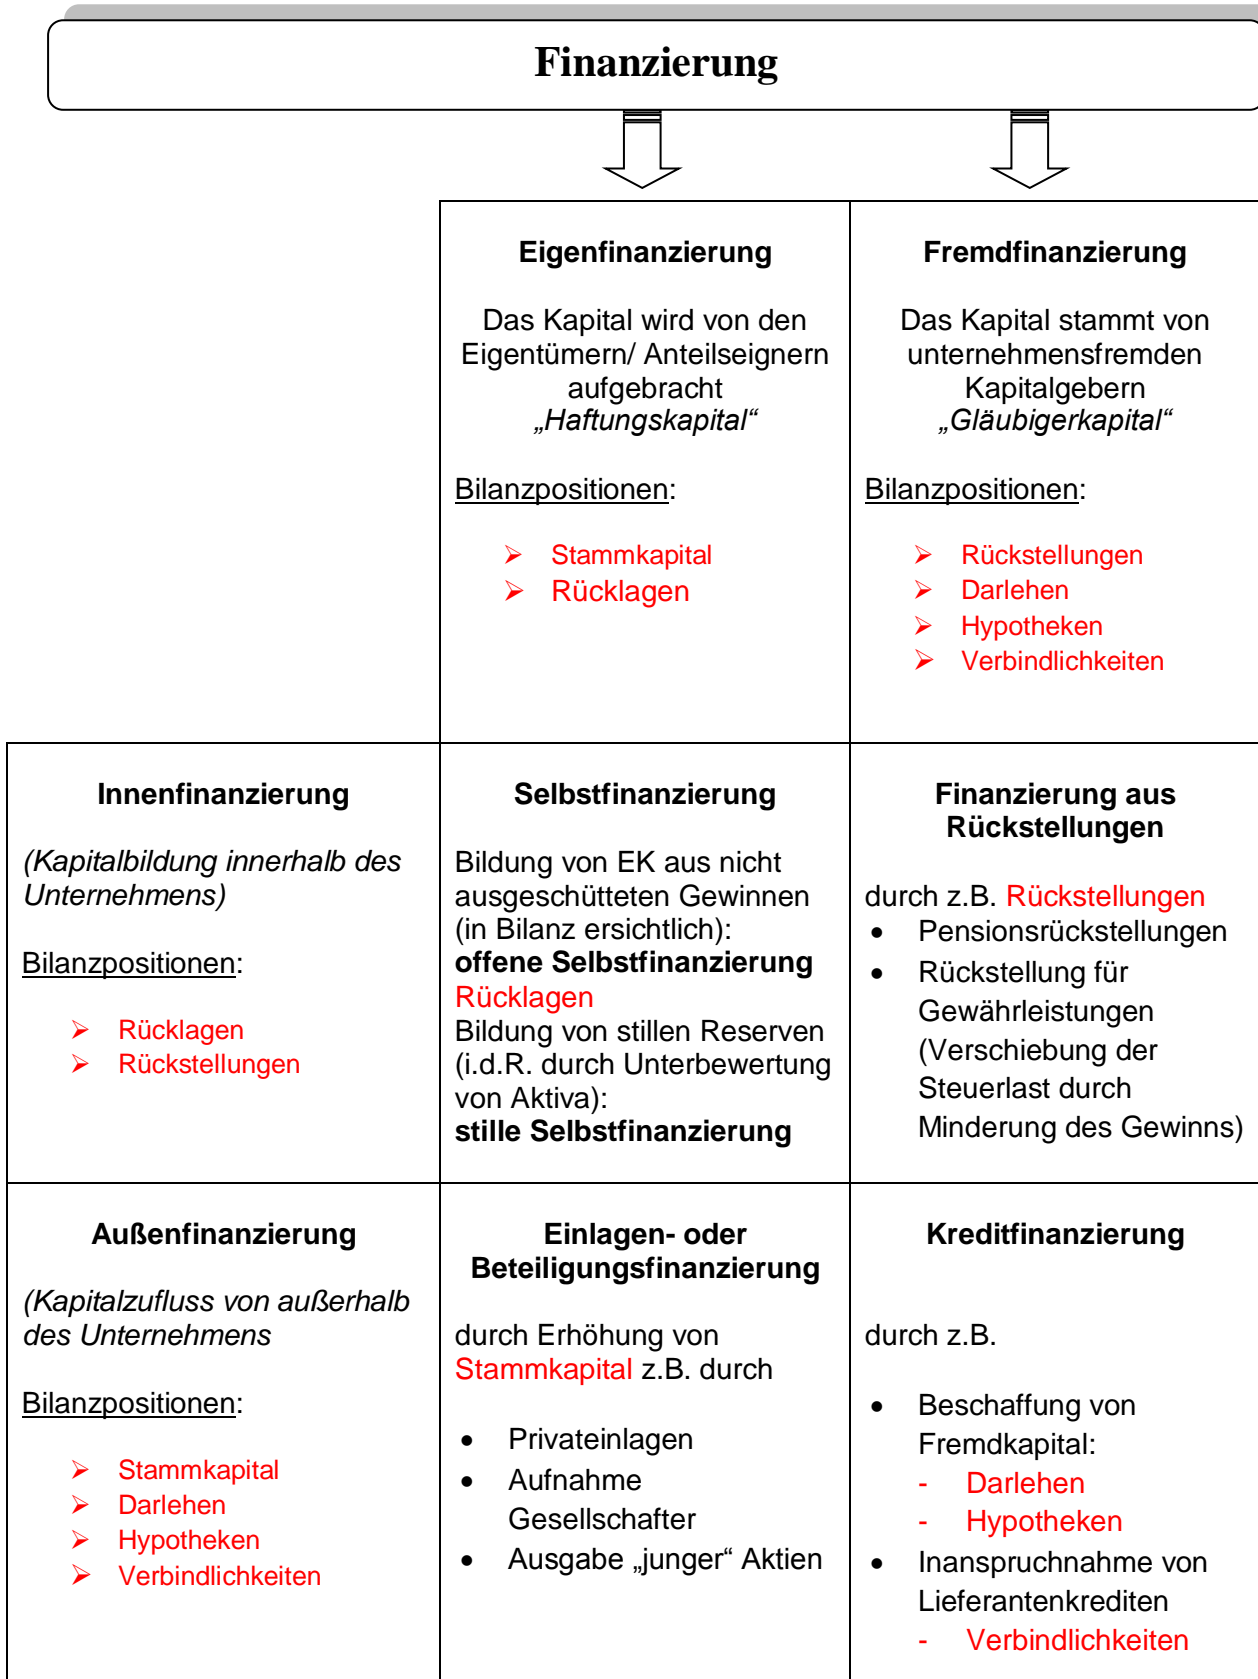 Finanzierung
Eigenfinanzierung
Das Kapital wird von den
Eigentümern/ Anteilseignern
aufgebracht
„Haftungskapital“
Bilanzpositionen:
➢ Stammkapital
➢ Rücklagen
Fremdfinanzierung
Das Kapital stammt von
unternehmensfremden
Kapitalgebern
„Gläubigerkapital“
Bilanzpositionen:
➢ Rückstellungen
➢ Darlehen
➢ Hypotheken
➢ Verbindlichkeiten
Innenfinanzierung
(Kapitalbildung innerhalb des
Unternehmens)
Bilanzpositionen:
➢ Rücklagen
➢ Rückstellungen
Selbstfinanzierung
Bildung von EK aus nicht
ausgeschütteten Gewinnen
(in Bilanz ersichtlich):
offene Selbstfinanzierung
Rücklagen
Bildung von stillen Reserven
(i.d.R. durch Unterbewertung
von Aktiva):
stille Selbstfinanzierung
Finanzierung aus
Rückstellungen
durch z.B. Rückstellungen
• Pensionsrückstellungen
• Rückstellung für
Gewährleistungen
(Verschiebung der
Steuerlast durch
Minderung des Gewinns)
Außenfinanzierung
(Kapitalzufluss von außerhalb
des Unternehmens
Bilanzpositionen:
➢ Stammkapital
➢ Darlehen
➢ Hypotheken
➢ Verbindlichkeiten
Einlagen- oder
Beteiligungsfinanzierung
durch Erhöhung von
Stammkapital z.B. durch
• Privateinlagen
• Aufnahme
Gesellschafter
• Ausgabe „junger“ Aktien
Kreditfinanzierung
durch z.B.
• Beschaffung von
Fremdkapital:
- Darlehen
- Hypotheken
• Inanspruchnahme von
Lieferantenkrediten
- Verbindlichkeiten